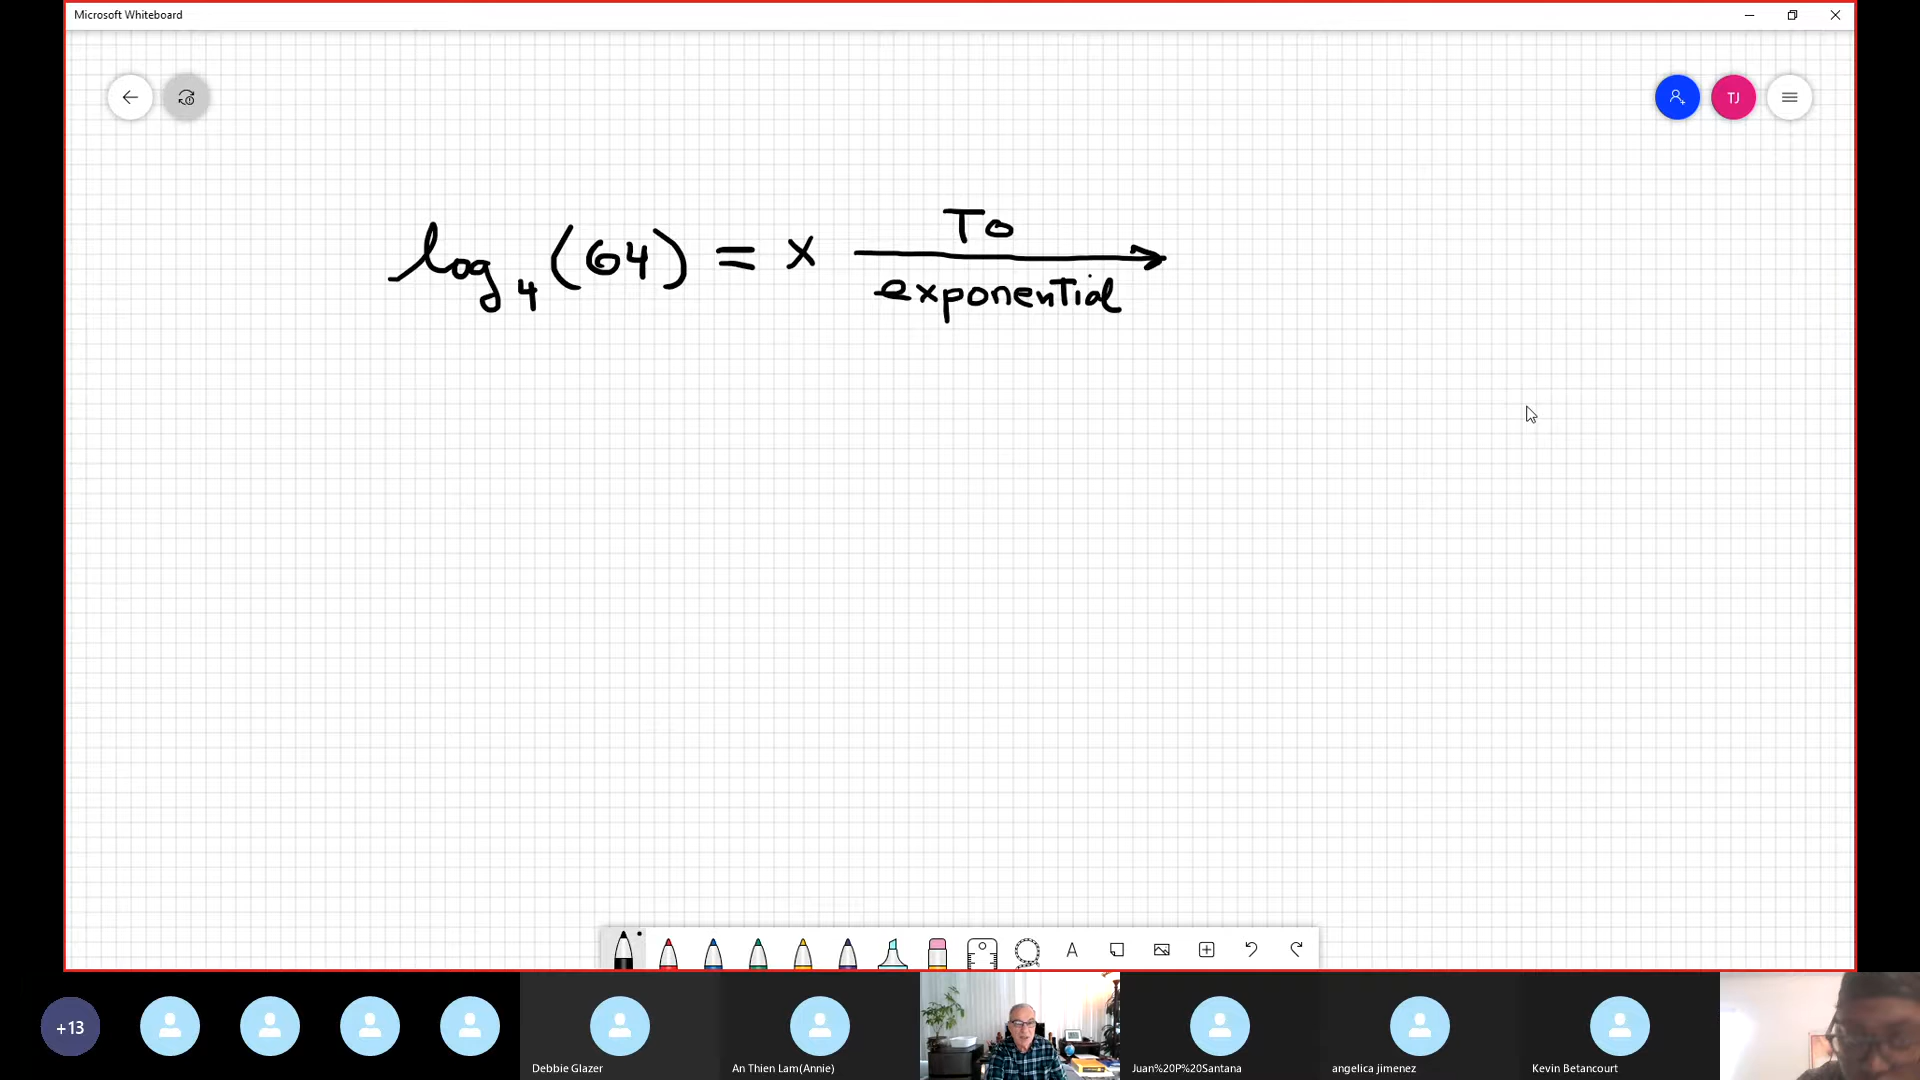 Microsoft Whiteboard
TJ
log₄(64) = x To exponential
A
+13
Debbie Glazer
An Thien Lam(Annie)
Juan%20P%20Santana
angelica jimenez
Kevin Betancourt